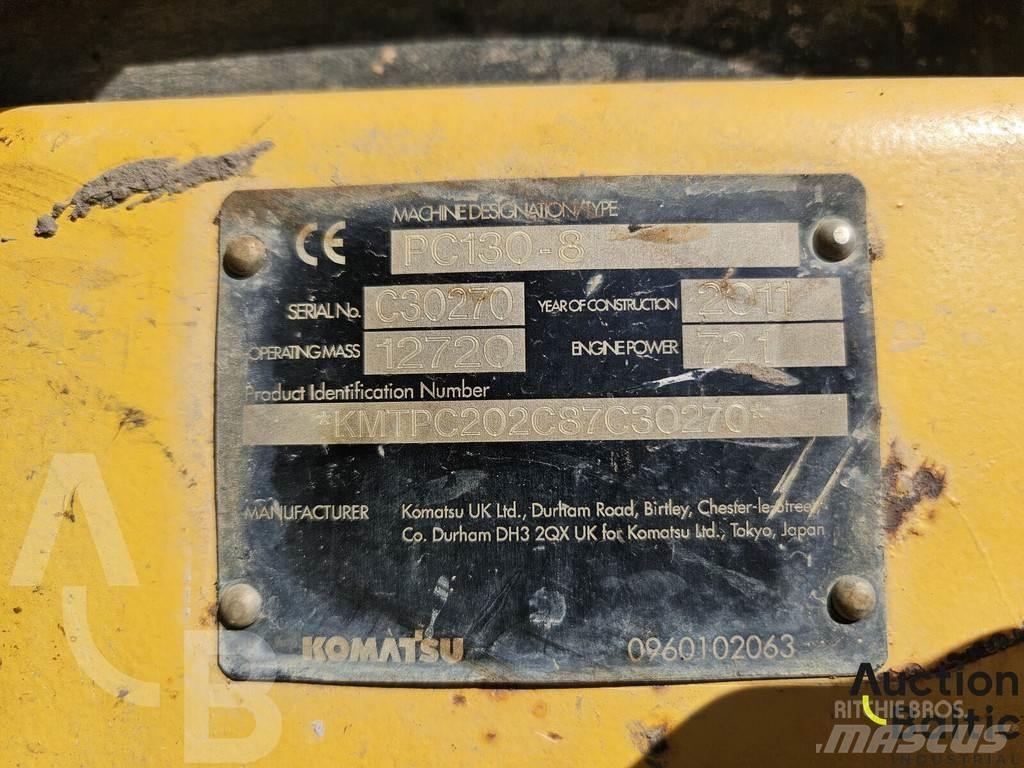 CE
MACHINE DESIGNATION/TYPE
PC130-8
SERIAL No. C30270 YEAR OF CONSTRUCTION 2011
OPERATING MASS 12720 ENGINE POWER 72.1
Product Identification Number
*KMTPC202C87C30270*
MANUFACTURER Komatsu UK Ltd., Durham Road, Birtley, Chester-le-Street,
Co. Durham DH3 2QX UK for Komatsu Ltd., Tokyo, Japan
KOMATSU 0960102063
AB
Auction
Baltic
RITCHIE BROS.
MASCUS
INDUSTRIAL